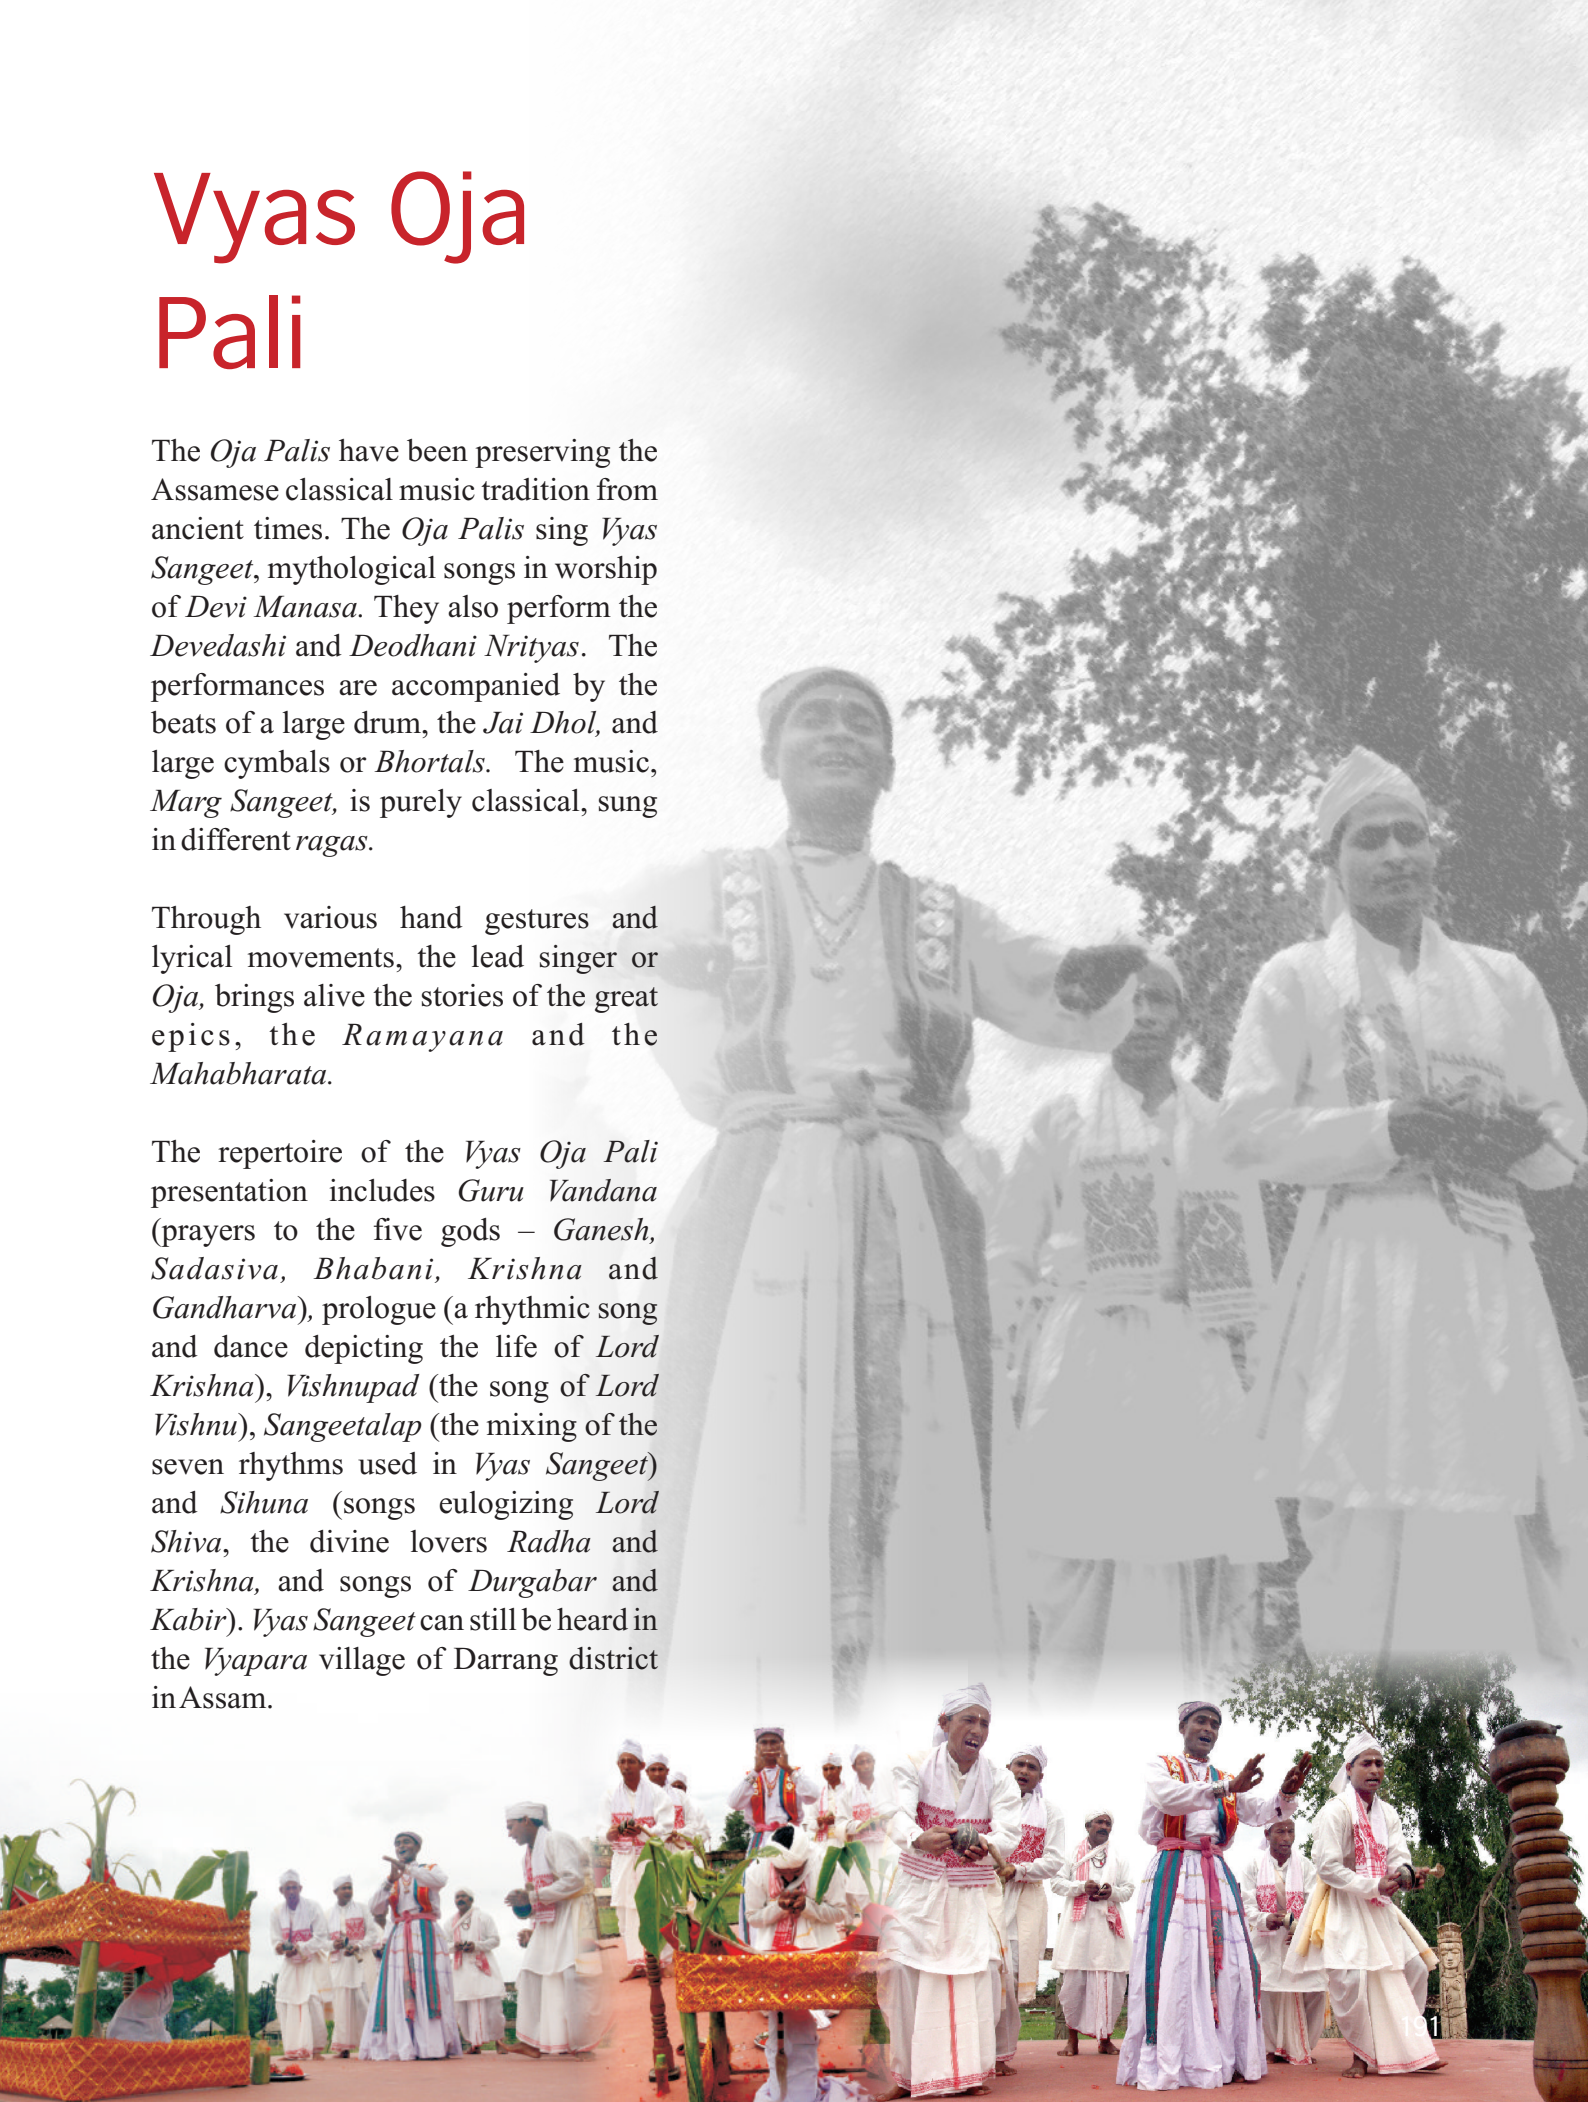 Vyas Oja
Pali
The Oja Palis have been preserving the
Assamese classical music tradition from
ancient times. The Oja Palis sing Vyas
Sangeet, mythological songs in worship
of Devi Manasa. They also perform the
Devedashi and Deodhani Nrityas. The
performances are accompanied by the
beats of a large drum, the Jai Dhol, and
large cymbals or Bhortals. The music,
Marg Sangeet, is purely classical, sung
in different ragas.
Through various hand gestures and
lyrical movements, the lead singer or
Oja, brings alive the stories of the great
epics, the Ramayana and the
Mahabharata.
The repertoire of the Vyas Oja Pali
presentation includes Guru Vandana
(prayers to the five gods – Ganesh,
Sadasiva, Bhabani, Krishna and
Gandharva), prologue (a rhythmic song
and dance depicting the life of Lord
Krishna), Vishnupad (the song of Lord
Vishnu), Sangeetalap (the mixing of the
seven rhythms used in Vyas Sangeet)
and Sihuna (songs eulogizing Lord
Shiva, the divine lovers Radha and
Krishna, and songs of Durgabar and
Kabir). Vyas Sangeet can still be heard in
the Vyapara village of Darrang district
in Assam.
191